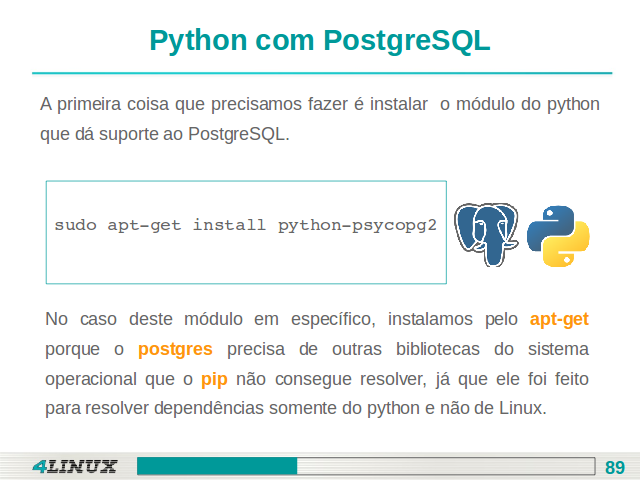 Python com PostgreSQL
A primeira coisa que precisamos fazer é instalar o módulo do python
que dá suporte ao PostgreSQL.
sudo apt-get install python-psycopg2
No caso deste módulo em específico, instalamos pelo apt-get
porque o postgres precisa de outras bibliotecas do sistema
operacional que o pip não consegue resolver, já que ele foi feito
para resolver dependências somente do python e não de Linux.
4LINUX
89